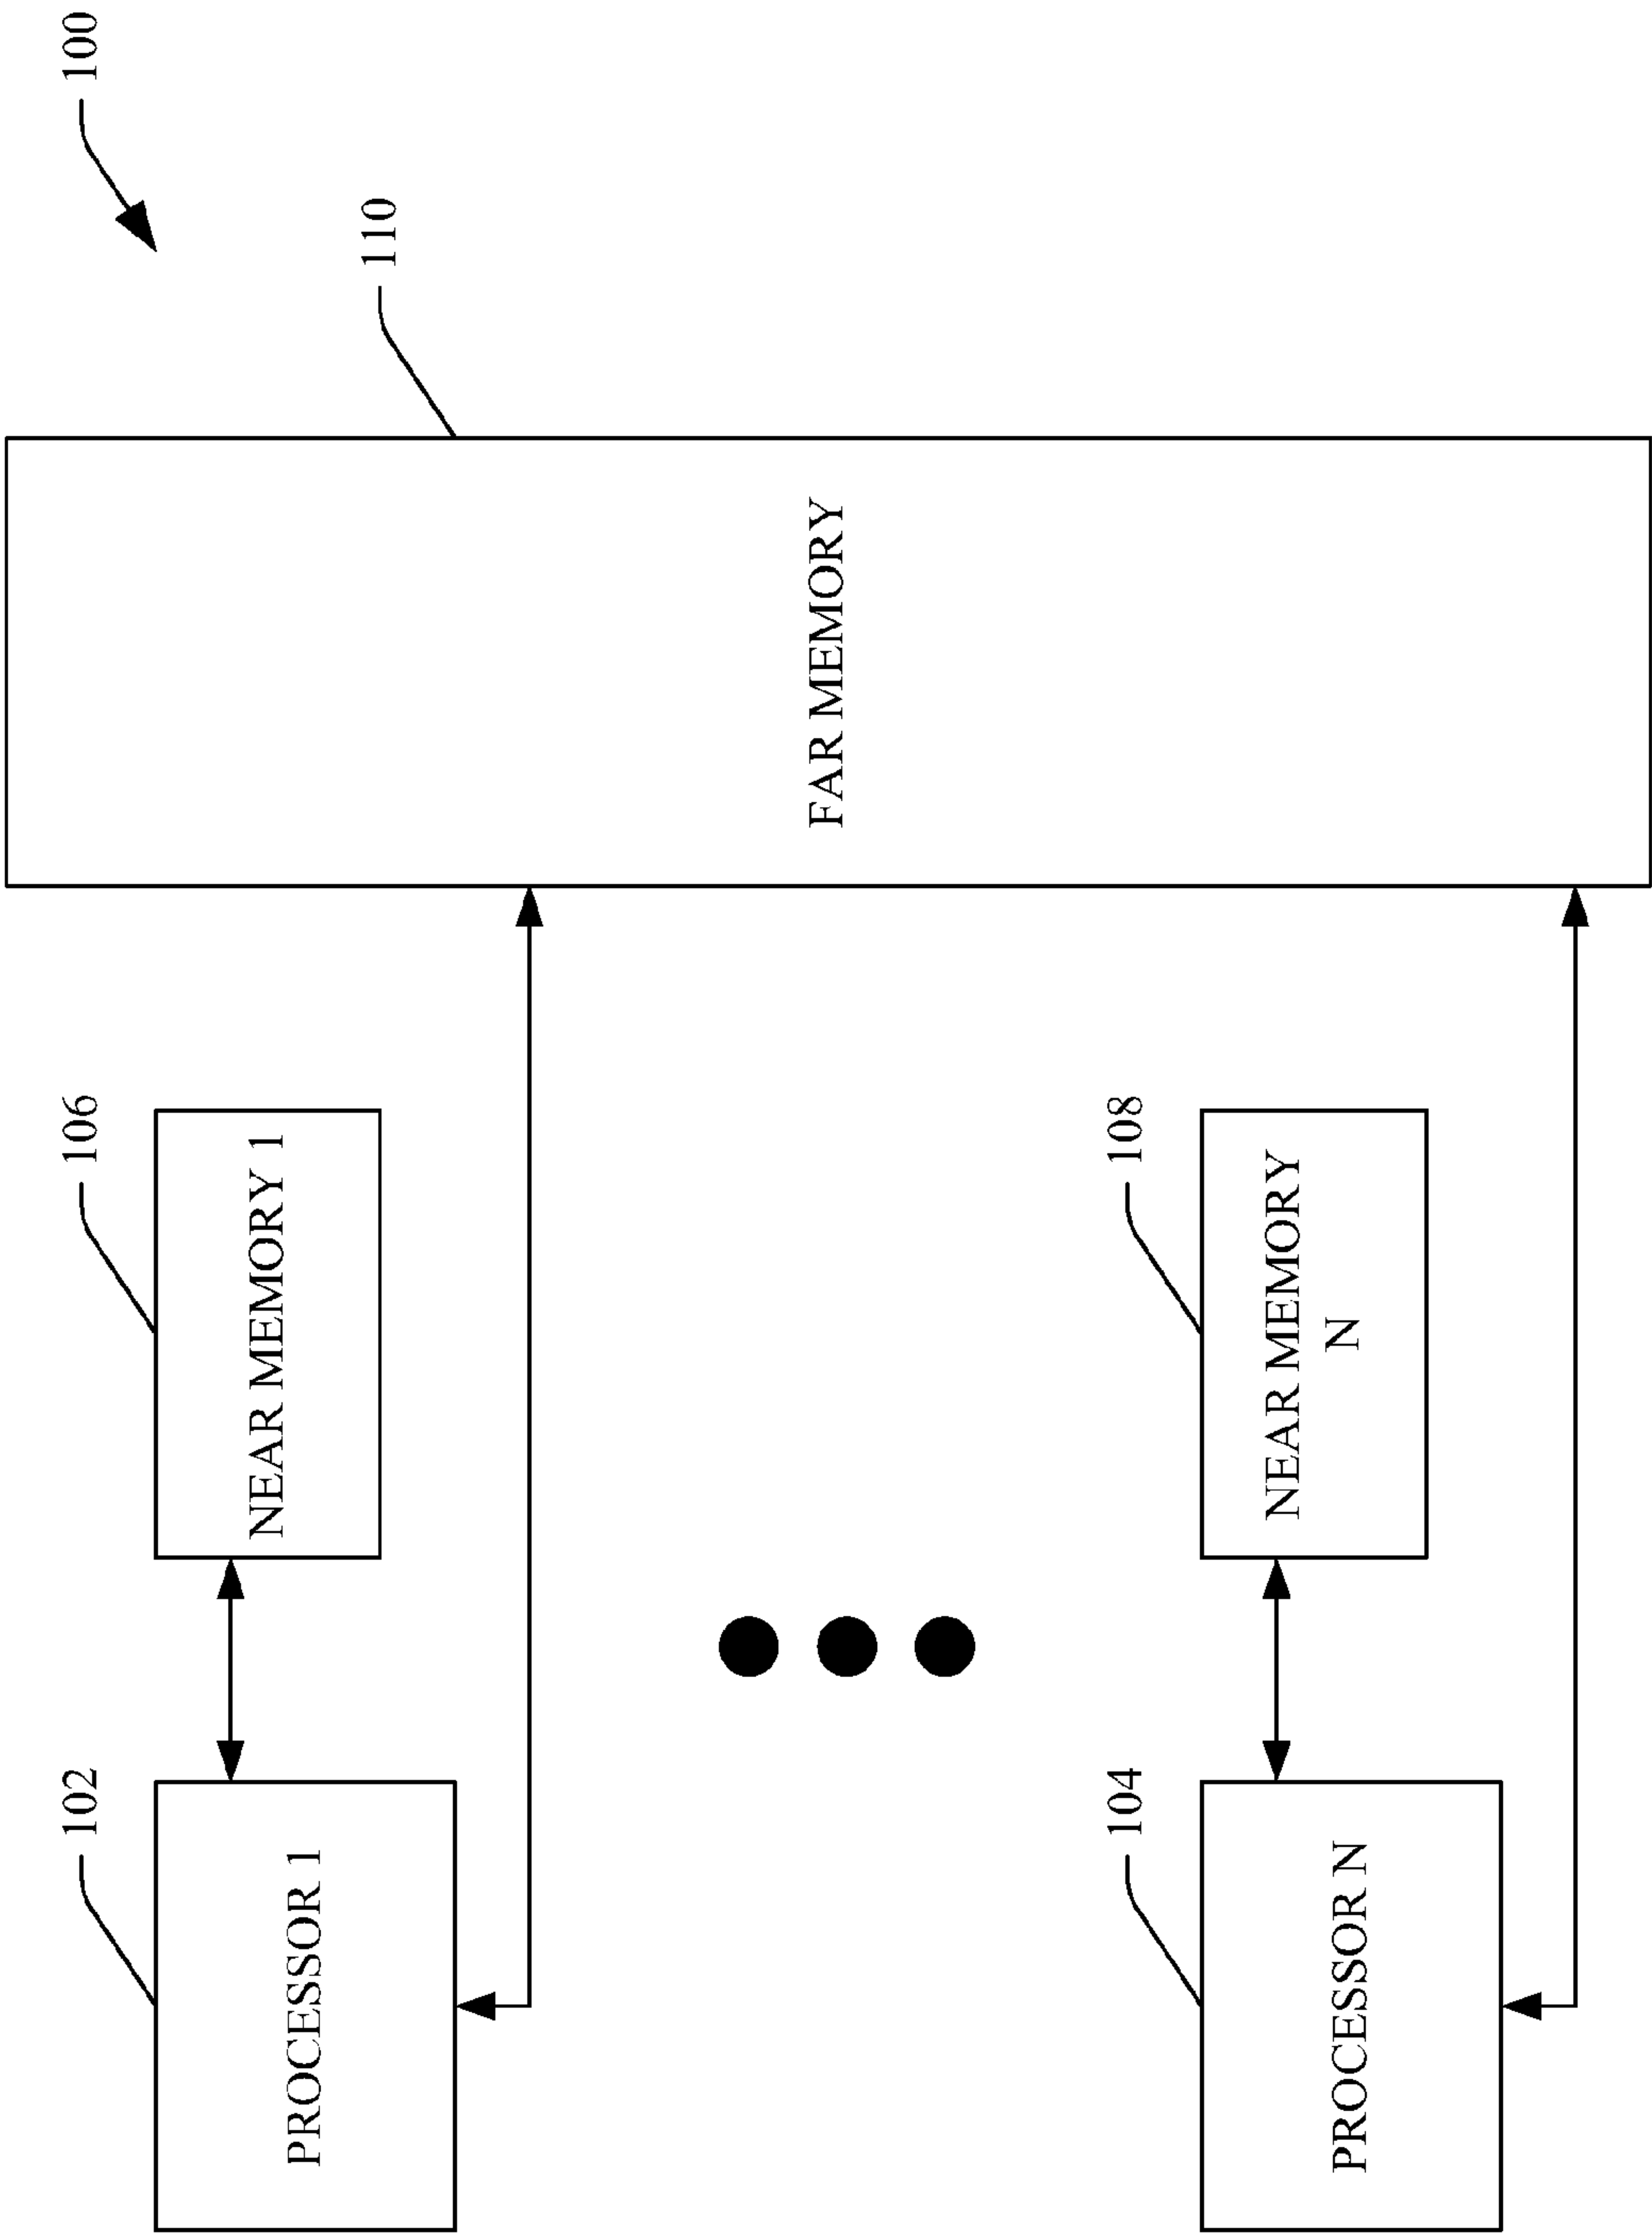 100
110
FAR MEMORY
102
PROCESSOR 1
106
NEAR MEMORY 1
104
PROCESSOR N
108
NEAR MEMORY
N